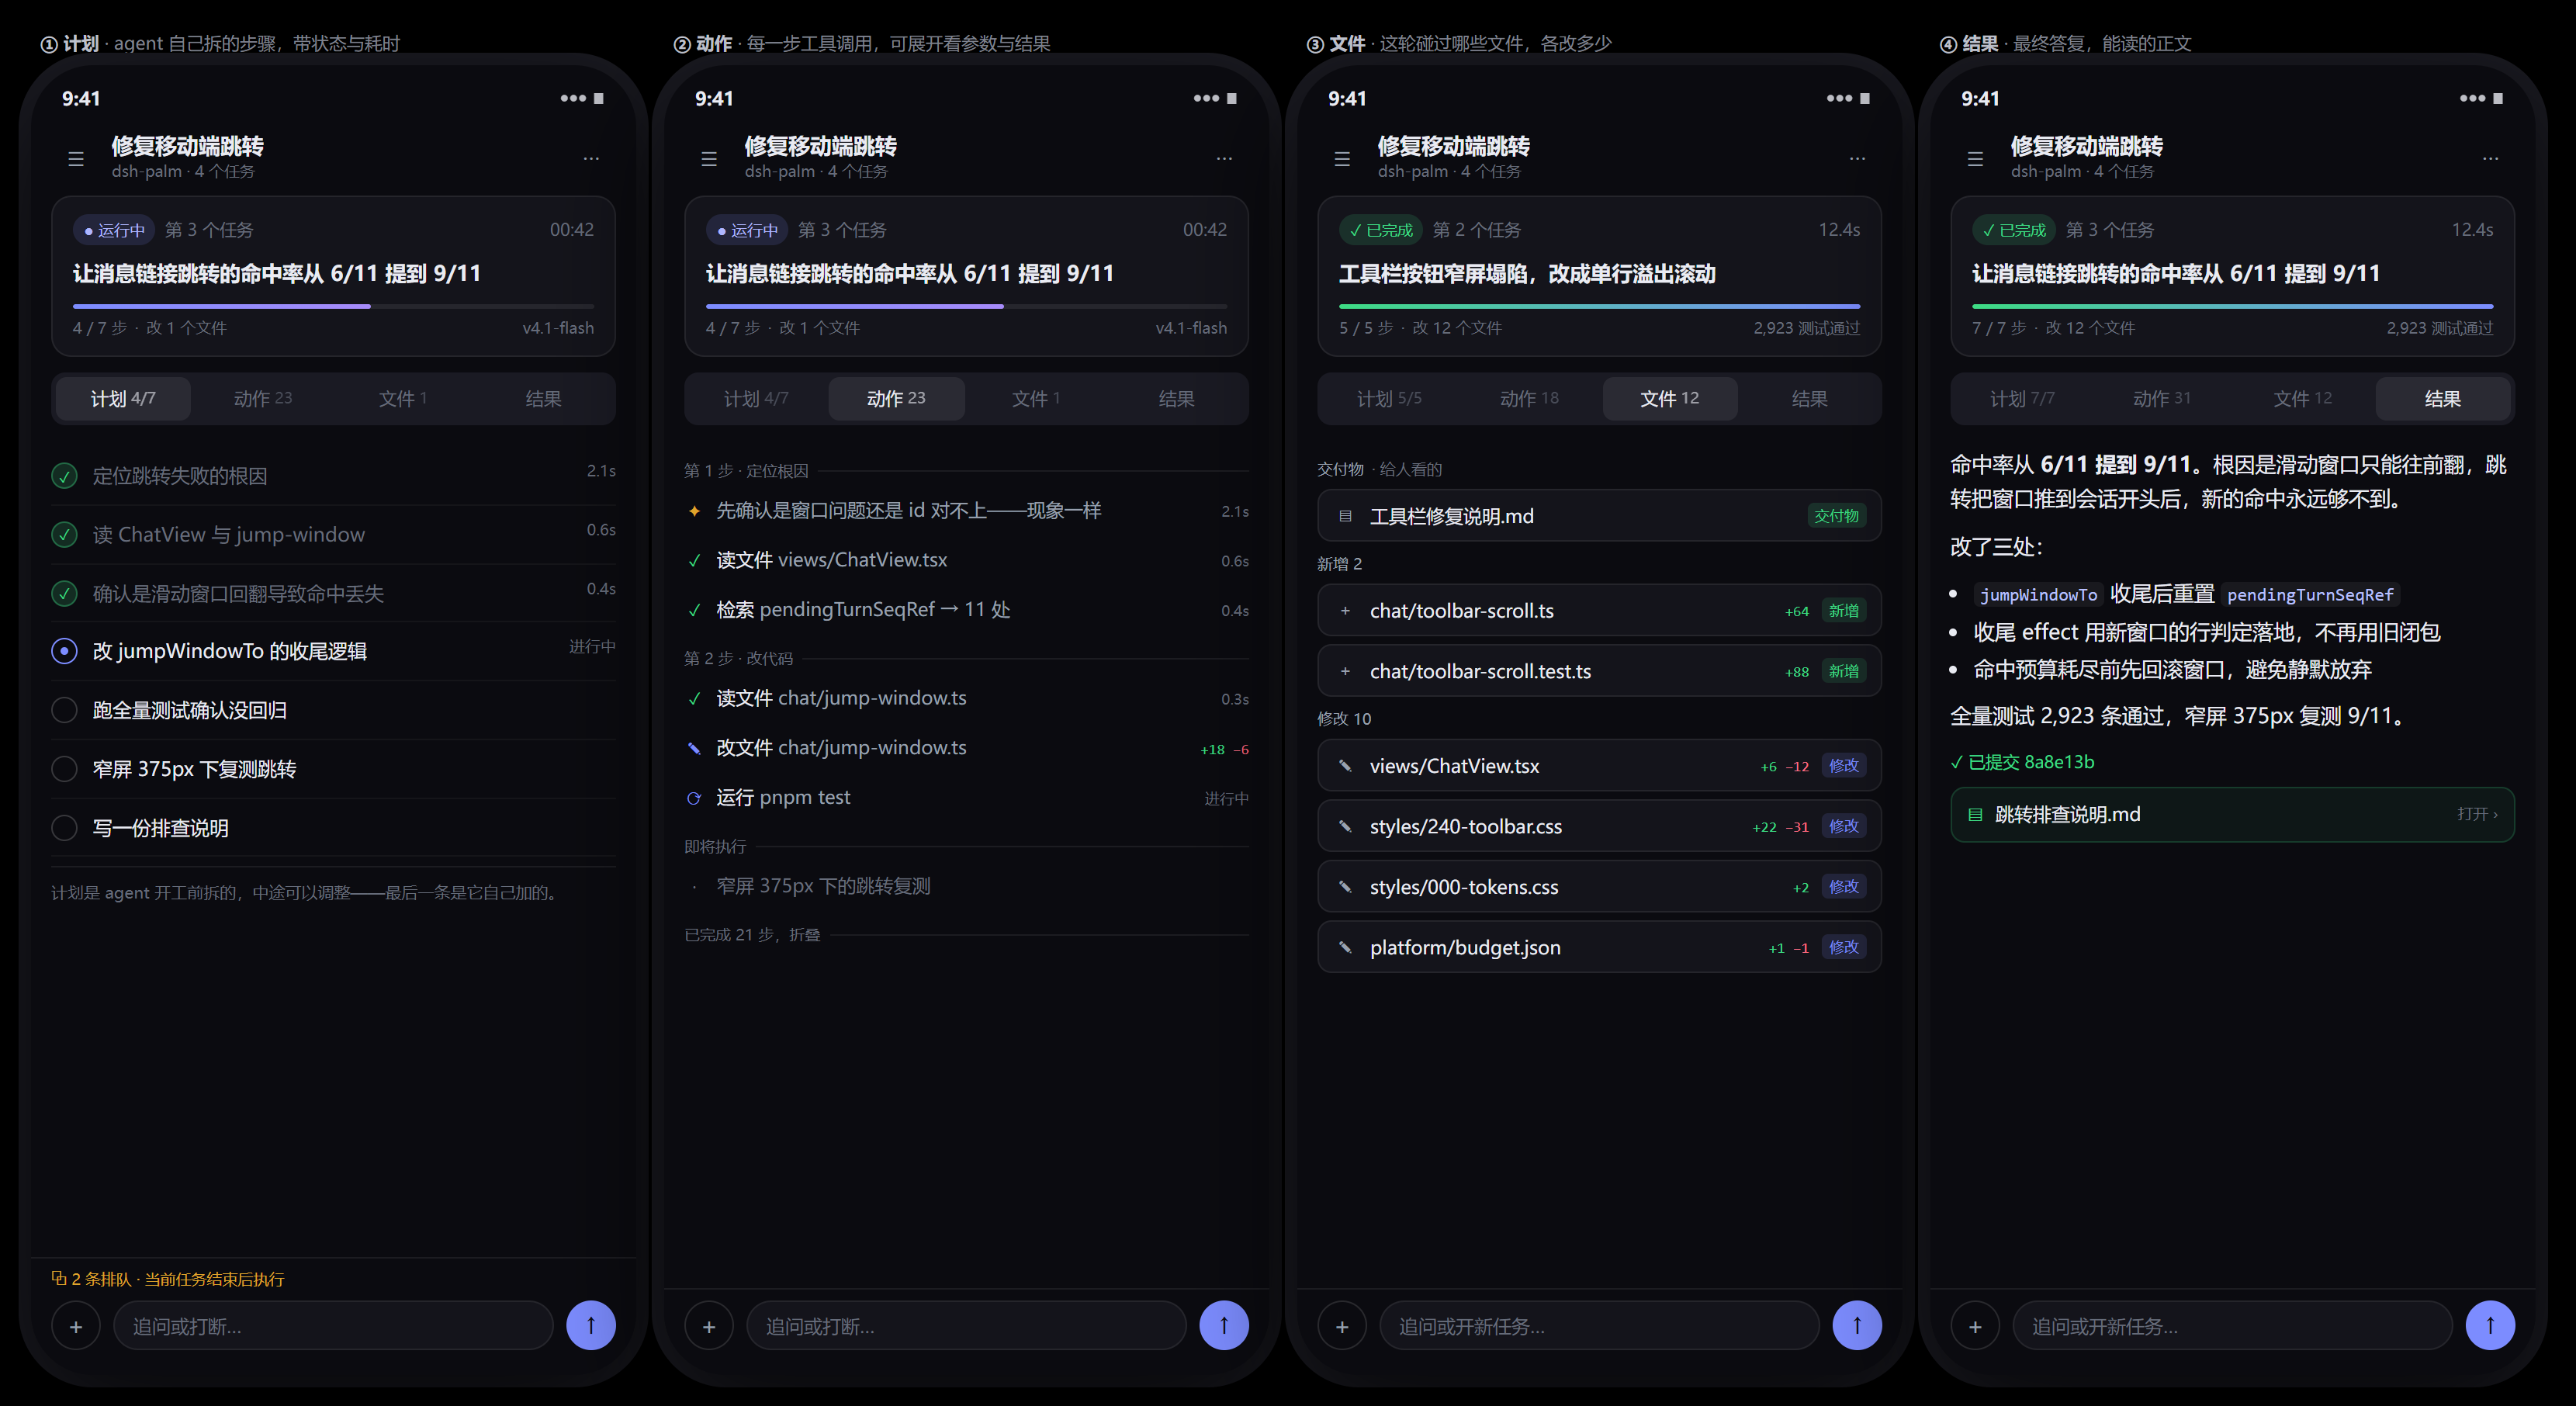 ① 计划 · agent 自己拆的步骤，带状态与耗时
9:41
修复移动端跳转
dsh-palm · 4 个任务
运行中 第 3 个任务 00:42
让消息链接跳转的命中率从 6/11 提到 9/11
4 / 7 步 · 改 1 个文件 v4.1-flash
计划 4/7 动作 23 文件 1 结果
定位跳转失败的根因 2.1s
读 ChatView 与 jump-window 0.6s
确认是滑动窗口回翻导致命中丢失 0.4s
改 jumpWindowTo 的收尾逻辑 进行中
跑全量测试确认没回归
窄屏 375px 下复测跳转
写一份排查说明
计划是 agent 开工前拆的，中途可以调整——最后一条是它自己加的。
2 条排队 · 当前任务结束后执行
+ 追问或打断... ↑
② 动作 · 每一步工具调用，可展开看参数与结果
9:41
修复移动端跳转
dsh-palm · 4 个任务
运行中 第 3 个任务 00:42
让消息链接跳转的命中率从 6/11 提到 9/11
4 / 7 步 · 改 1 个文件 v4.1-flash
计划 4/7 动作 23 文件 1 结果
第 1 步 · 定位根因
先确认是窗口问题还是 id 对不上——现象一样 2.1s
读文件 views/ChatView.tsx 0.6s
检索 pendingTurnSeqRef → 11 处 0.4s
第 2 步 · 改代码
读文件 chat/jump-window.ts 0.3s
改文件 chat/jump-window.ts +18 −6
运行 pnpm test 进行中
即将执行
· 窄屏 375px 下的跳转复测
已完成 21 步，折叠
+ 追问或打断... ↑
③ 文件 · 这轮碰过哪些文件，各改多少
9:41
修复移动端跳转
dsh-palm · 4 个任务
✓ 已完成 第 2 个任务 12.4s
工具栏按钮窄屏塌陷，改成单行溢出滚动
5 / 5 步 · 改 12 个文件 2,923 测试通过
计划 5/5 动作 18 文件 12 结果
交付物 · 给人看的
工具栏修复说明.md 交付物
新增 2
+ chat/toolbar-scroll.ts +64 新增
+ chat/toolbar-scroll.test.ts +88 新增
修改 10
views/ChatView.tsx +6 −12 修改
styles/240-toolbar.css +22 −31 修改
styles/000-tokens.css +2 修改
platform/budget.json +1 −1 修改
+ 追问或开新任务... ↑
④ 结果 · 最终答复，能读的正文
9:41
修复移动端跳转
dsh-palm · 4 个任务
✓ 已完成 第 3 个任务 12.4s
让消息链接跳转的命中率从 6/11 提到 9/11
7 / 7 步 · 改 12 个文件 2,923 测试通过
计划 7/7 动作 31 文件 12 结果
命中率从 6/11 提到 9/11。根因是滑动窗口只能往前翻，跳
转把窗口推到会话开头后，新的命中永远够不到。
改了三处：
• jumpWindowTo 收尾后重置 pendingTurnSeqRef
• 收尾 effect 用新窗口的行判定落地，不再用旧闭包
• 命中预算耗尽前先回滚窗口，避免静默放弃
全量测试 2,923 条通过，窄屏 375px 复测 9/11。
✓ 已提交 8a8e13b
跳转排查说明.md 打开 ›
+ 追问或开新任务... ↑